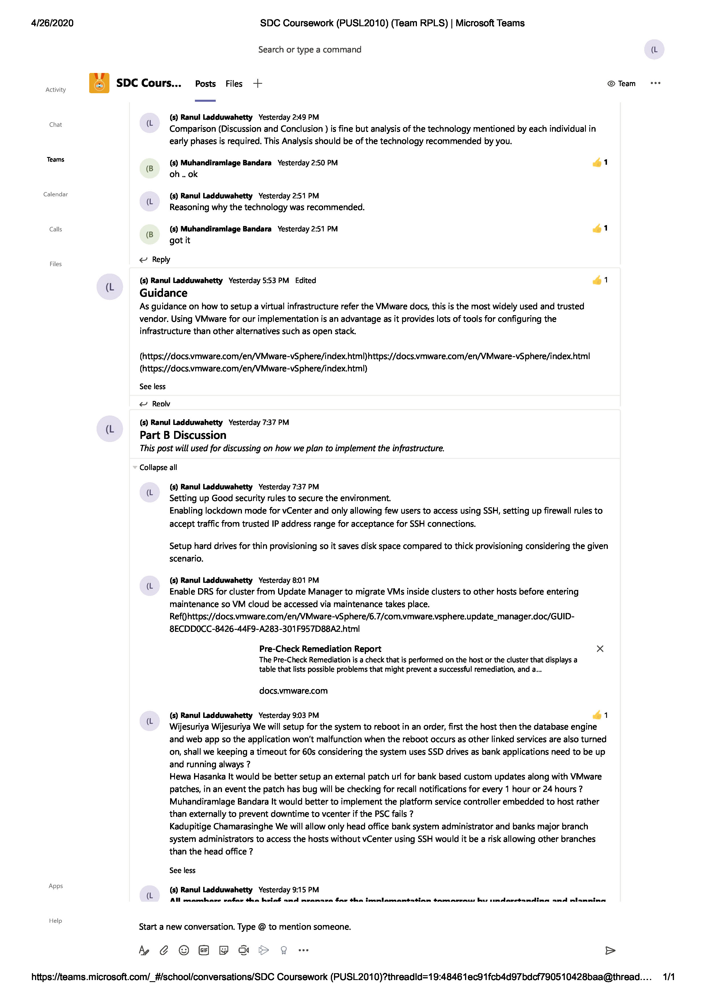 4/26/2020 SDC Coursework (PUSL2010) (Team RPLS) | Microsoft Teams
Search or type a command
(L
SDC Cours... Posts Files Team
Activity
Chat
Teams
Calendar
Calls
Files
(L
(s) Ranul Ladduwahetty Yesterday 2:49 PM
Comparison (Discussion and Conclusion ) is fine but analysis of the technology mentioned by each individual in
early phases is required. This Analysis should be of the technology recommended by you.
(B
(s) Muhandiramlage Bandara Yesterday 2:50 PM 1
oh .. ok
(L
(s) Ranul Ladduwahetty Yesterday 2:51 PM
Reasoning why the technology was recommended.
(B
(s) Muhandiramlage Bandara Yesterday 2:51 PM 1
got it
Reply
(L
(s) Ranul Ladduwahetty Yesterday 5:53 PM Edited 1
Guidance
As guidance on how to setup a virtual infrastructure refer the VMware docs, this is the most widely used and trusted
vendor. Using VMware for our implementation is an advantage as it provides lots of tools for configuring the
infrastructure than other alternatives such as open stack.
(https://docs.vmware.com/en/VMware-vSphere/index.html)https://docs.vmware.com/en/VMware-vSphere/index.html
(https://docs.vmware.com/en/VMware-vSphere/index.html)
See less
Reply
(L
(s) Ranul Ladduwahetty Yesterday 7:37 PM
Part B Discussion
This post will used for discussing on how we plan to implement the infrastructure.
Collapse all
(L
(s) Ranul Ladduwahetty Yesterday 7:37 PM
Setting up Good security rules to secure the environment.
Enabling lockdown mode for vCenter and only allowing few users to access using SSH, setting up firewall rules to
accept traffic from trusted IP address range for acceptance for SSH connections.
Setup hard drives for thin provisioning so it saves disk space compared to thick provisioning considering the given
scenario.
(L
(s) Ranul Ladduwahetty Yesterday 8:01 PM
Enable DRS for cluster from Update Manager to migrate VMs inside clusters to other hosts before entering
maintenance so VM cloud be accessed via maintenance takes place.
Ref()https://docs.vmware.com/en/VMware-vSphere/6.7/com.vmware.vsphere.update_manager.doc/GUID-
8ECDD0CC-8426-44F9-A283-301F957D88A2.html
Pre-Check Remediation Report
The Pre-Check Remediation is a check that is performed on the host or the cluster that displays a
table that lists possible problems that might prevent a successful remediation, and a...
docs.vmware.com
(L
(s) Ranul Ladduwahetty Yesterday 9:03 PM 1
Wijesuriya Wijesuriya We will setup for the system to reboot in an order, first the host then the database engine
and web app so the application won't malfunction when the reboot occurs as other linked services are also turned
on, shall we keeping a timeout for 60s considering the system uses SSD drives as bank applications need to be up
and running always ?
Hewa Hasanka It would be better setup an external patch url for bank based custom updates along with VMware
patches, in an event the patch has bug will be checking for recall notifications for every 1 hour or 24 hours ?
Muhandiramlage Bandara It would better to implement the platform service controller embedded to host rather
than externally to prevent downtime to vcenter if the PSC fails ?
Kadupitige Chamarasinghe We will allow only head office bank system administrator and banks major branch
system administrators to access the hosts without vCenter using SSH would it be a risk allowing other branches
than the head office ?
See less
(L
(s) Ranul Ladduwahetty Yesterday 9:15 PM
All members refer the brief and prepare for the implementation tomorrow by understanding and planning
Apps
Help
Start a new conversation. Type @ to mention someone.
GIF
https://teams.microsoft.com/_#/school/conversations/SDC Coursework (PUSL2010)?threadId=19:48461ec91fcb4d97bdcf790510428baa@thread.… 1/1